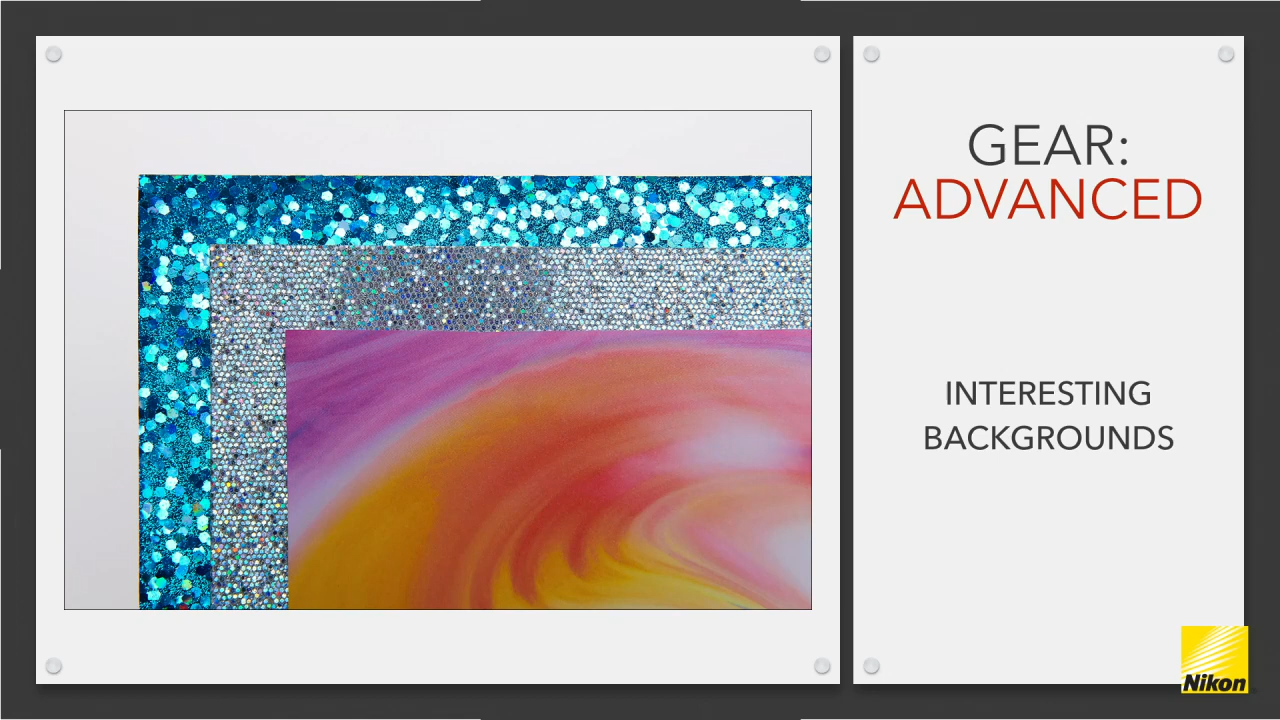 GEAR:
ADVANCED
INTERESTING
BACKGROUNDS
Nikon